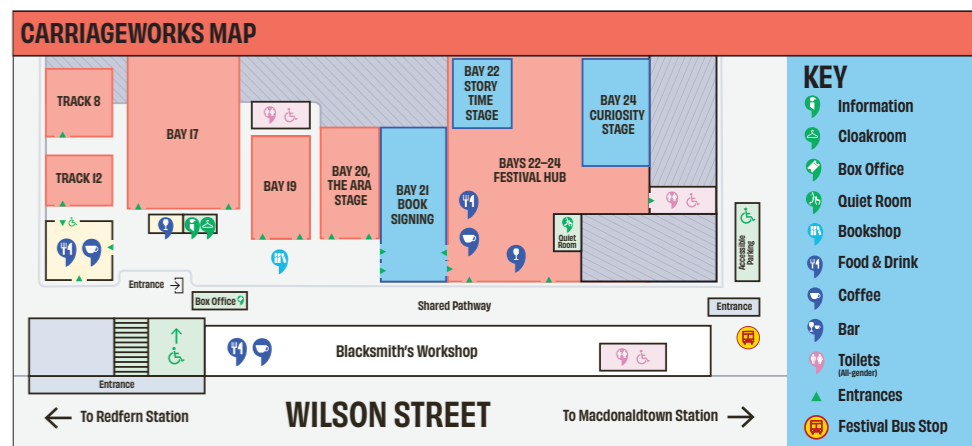 CARRIAGEWORKS MAP
TRACK 8
BAY 17
TRACK 12
BAY 19
BAY 20,
THE ARA
STAGE
BAY 21
BOOK
SIGNING
BAY 22
STORY
TIME
STAGE
BAY 24
CURIOSITY
STAGE
BAYS 22–24
FESTIVAL HUB
Quiet
Room
Accessible
Parking
Entrance
Box Office
Shared Pathway
Entrance
Blacksmith's Workshop
Entrance
To Redfern Station
WILSON STREET
To Macdonaldtown Station
KEY
Information
Cloakroom
Box Office
Quiet Room
Bookshop
Food & Drink
Coffee
Bar
Toilets
(All-gender)
Entrances
Festival Bus Stop